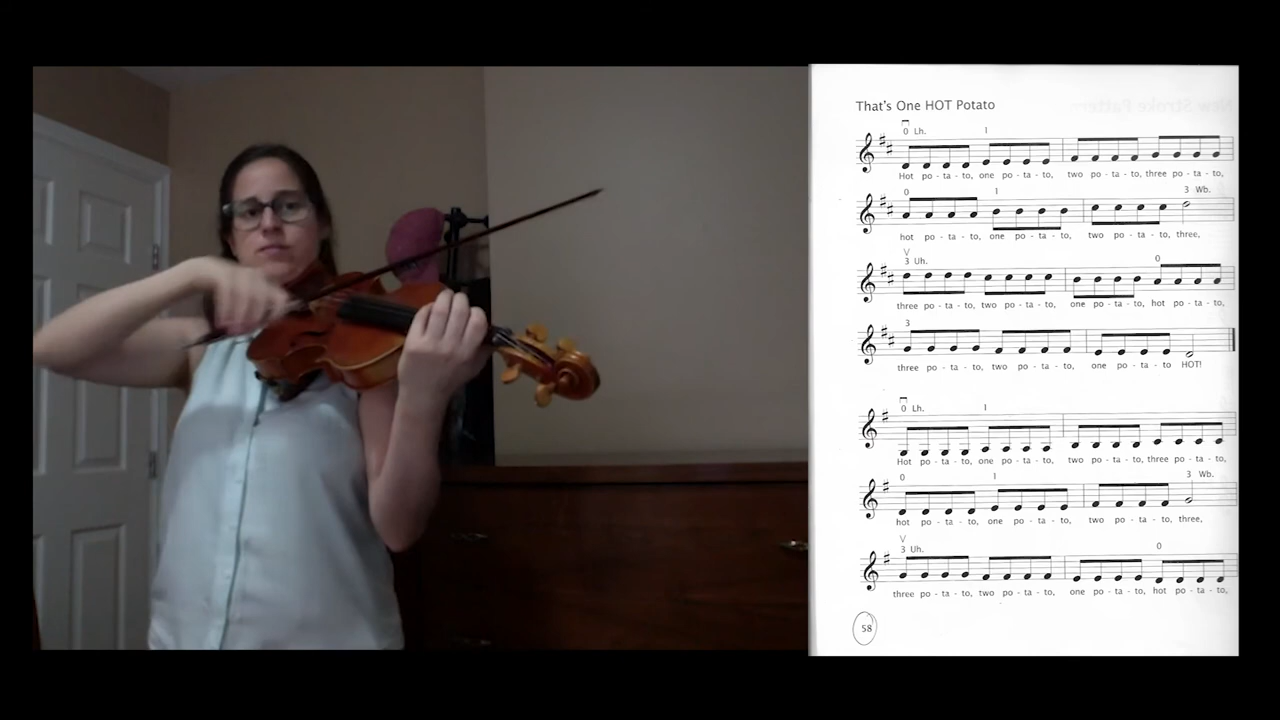 That's One HOT Potato
0 Lh. 1
Hot po - ta - to, one po - ta - to, two po - ta - to, three po - ta - to,
0 1 3 Wb.
hot po - ta - to, one po - ta - to, two po - ta - to, three,
V
3 Uh. 0
three po - ta - to, two po - ta - to, one po - ta - to, hot po - ta - to,
3
three po - ta - to, two po - ta - to, one po - ta - to HOT!
0 Lh. 1
Hot po - ta - to, one po - ta - to, two po - ta - to, three po - ta - to,
0 1 3 Wb.
hot po - ta - to, one po - ta - to, two po - ta - to, three,
V
3 Uh. 0
three po - ta - to, two po - ta - to, one po - ta - to, hot po - ta - to,
58